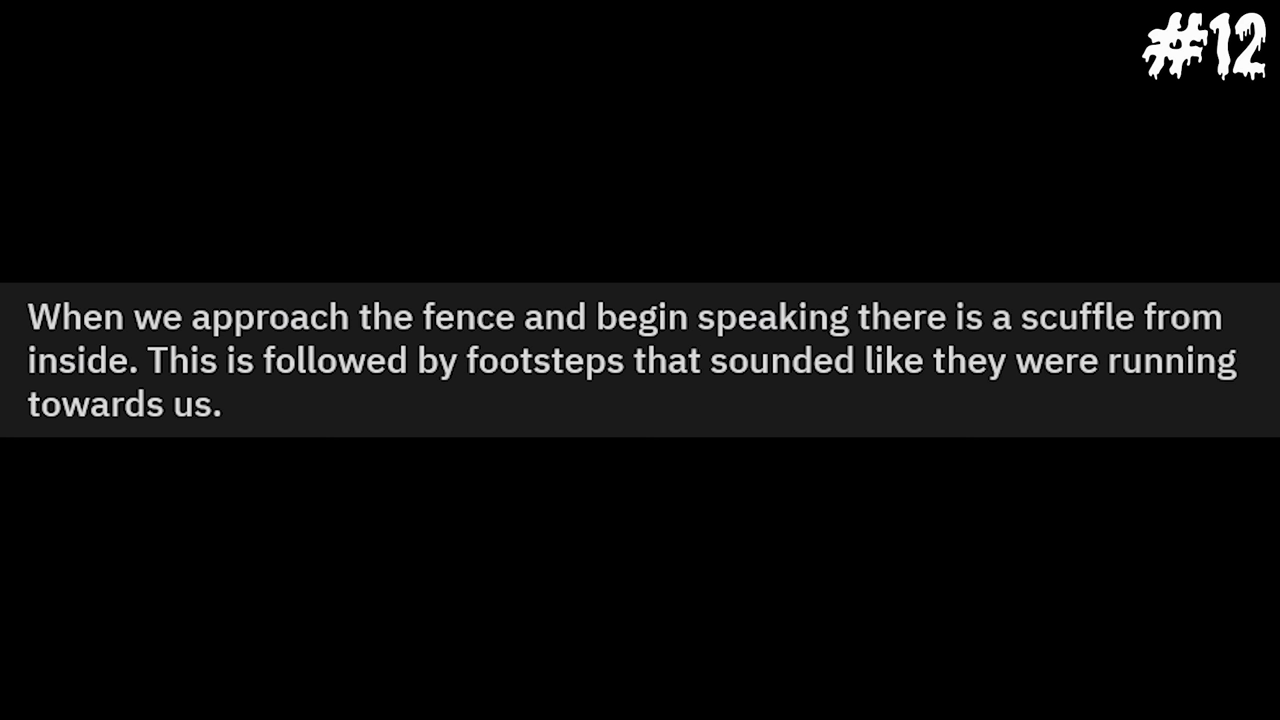 #12
When we approach the fence and begin speaking there is a scuffle from
inside. This is followed by footsteps that sounded like they were running
towards us.